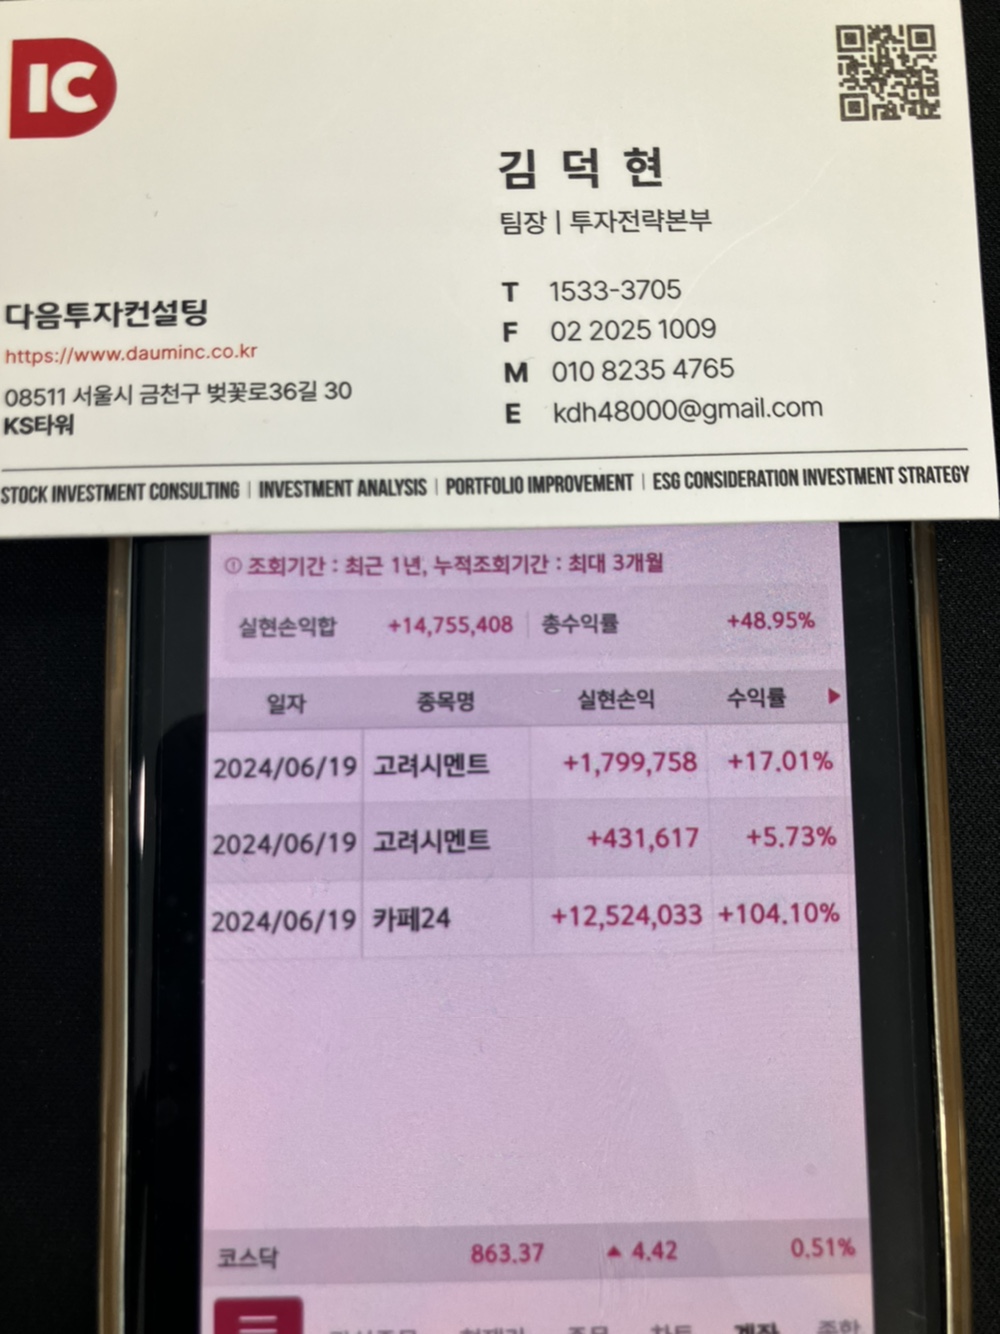 IC
김 덕 현
팀장 | 투자전략본부
다음투자컨설팅
https://www.dauminc.co.kr
08511 서울시 금천구 벚꽃로36길 30
KS타워
T 1533-3705
F 02 2025 1009
M 010 8235 4765
E kdh48000@gmail.com
STOCK INVESTMENT CONSULTING | INVESTMENT ANALYSIS | PORTFOLIO IMPROVEMENT | ESG CONSIDERATION INVESTMENT STRATEGY
① 조회기간 : 최근 1년, 누적조회기간 : 최대 3개월
실현손익합 +14,755,408 총수익률 +48.95%
일자 종목명 실현손익 수익률 ▶
2024/06/19 고려시멘트 +1,799,758 +17.01%
2024/06/19 고려시멘트 +431,617 +5.73%
2024/06/19 카페24 +12,524,033 +104.10%
코스닥 863.37 ▲ 4.42 0.51%